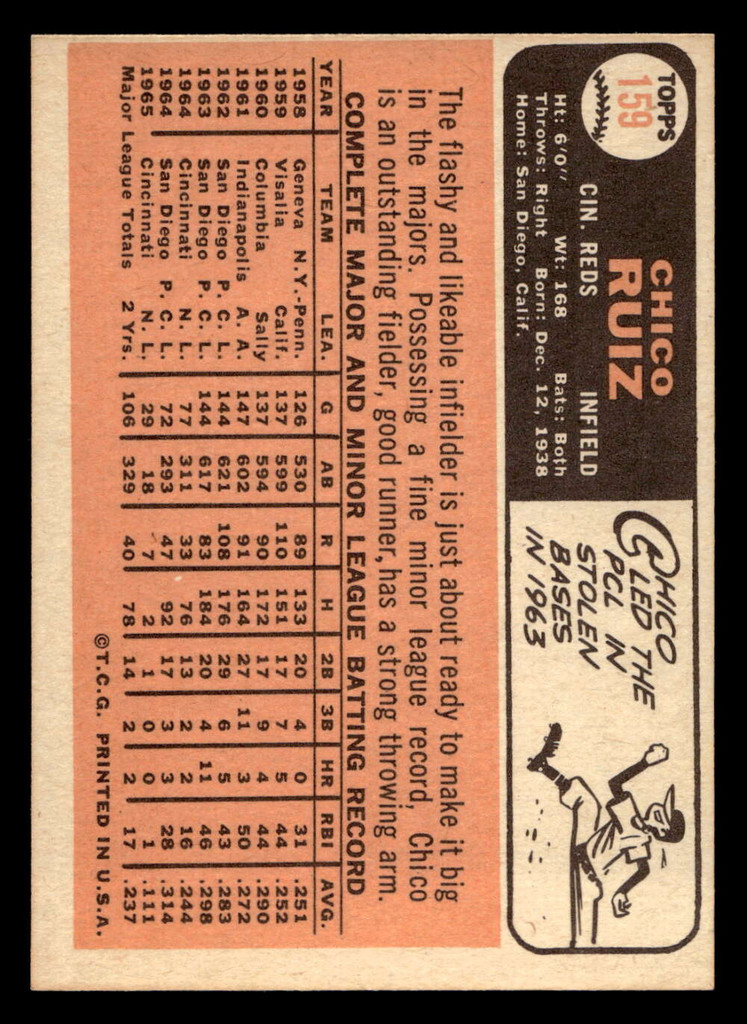 TOPPS
159
CHICO
RUIZ
CIN. REDS INFIELD
Ht: 6'0" Wt: 168 Bats: Both
Throws: Right Born: Dec. 12, 1938
Home: San Diego, Calif.
CHICO
LED THE
PCL IN
STOLEN
BASES
IN 1963
The flashy and likeable infielder is just about ready to make it big
in the majors. Possessing a fine minor league record, Chico
is an outstanding fielder, good runner, has a strong throwing arm.
COMPLETE MAJOR AND MINOR LEAGUE BATTING RECORD
YEAR TEAM LEA. G AB R H 2B 3B HR RBI AVG.
1958 Geneva N.Y.-Penn. 126 530 89 133 20 4 0 31 .251
1959 Visalia Calif. 137 599 110 151 17 7 5 44 .252
1960 Columbia Sally 137 594 90 172 17 9 4 44 .290
1961 Indianapolis A. A. 147 602 91 164 27 11 3 50 .272
1962 San Diego P. C. L. 144 621 108 176 29 6 5 43 .283
1963 San Diego P. C. L. 144 617 83 184 20 4 11 46 .298
1964 Cincinnati N. L. 77 311 33 76 13 2 2 16 .244
1964 San Diego P. C. L. 72 293 47 92 17 3 3 28 .314
1965 Cincinnati N. L. 29 18 7 2 1 0 0 1 .111
Major League Totals 2 Yrs. 106 329 40 78 14 2 2 17 .237
©T.C.G. PRINTED IN U.S.A.